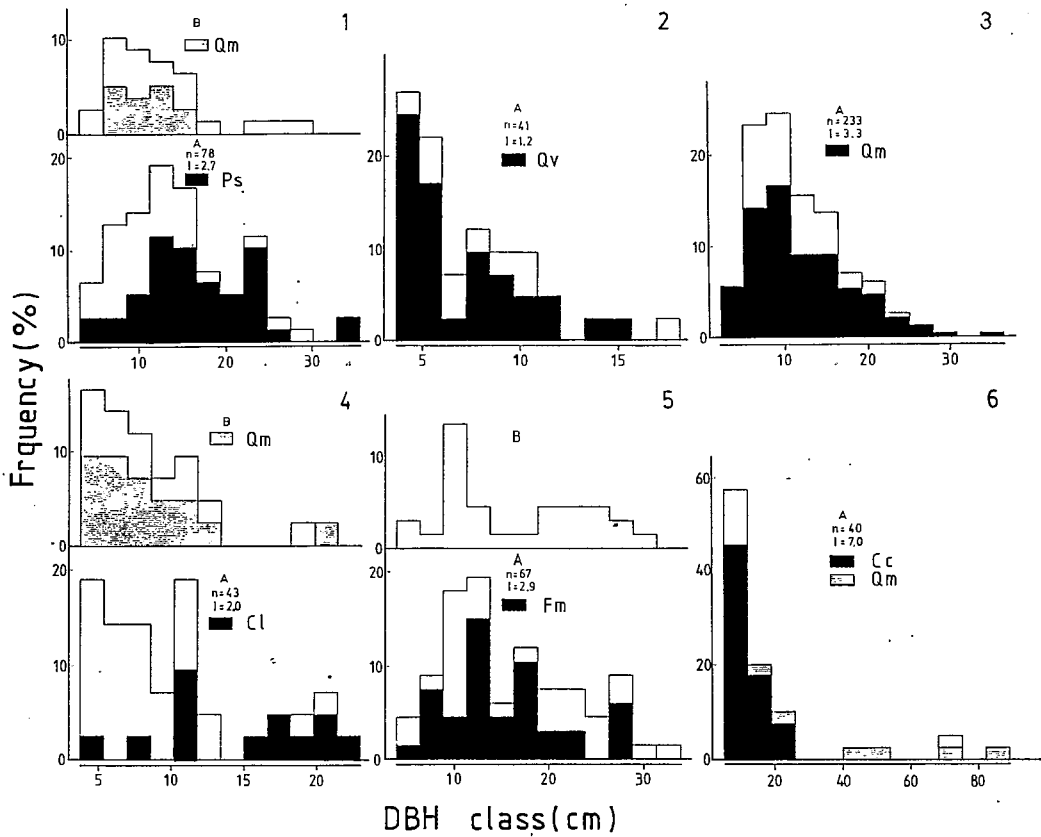 1
B
Qm
10
0
A
n=78
I=2.7
Ps
20
10
0
10 20 30
2
A
n=41
I=1.2
Qv
20
10
0
5 10 15
3
A
n=233
I=3.3
Qm
20
10
0
10 20 30
Frquency(%)
4
B
Qm
10
0
A
n=43
I=2.0
Cl
20
10
0
5 10 15 20
5
B
10
0
A
n=67
I=2.9
Fm
20
10
0
10 20 30
6
A
n=40
I=7.0
Cc
Qm
60
40
20
0
20 40 60 80
DBH class(cm)